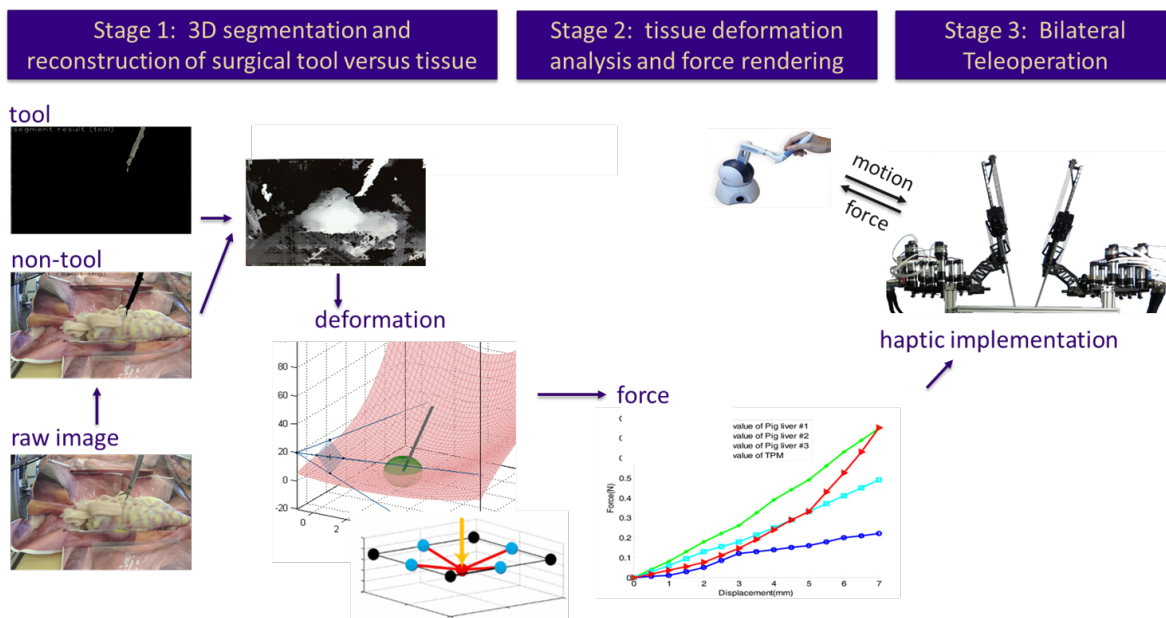 Stage 1:  3D segmentation and
reconstruction of surgical tool versus tissue
Stage 2:  tissue deformation
analysis and force rendering
Stage 3:  Bilateral
Teleoperation
tool
segment result (tool)
non-tool
raw image
deformation
80
60
40
20
0
-20
0
2
force
value of Pig liver #1
value of Pig liver #2
value of Pig liver #3
value of TPM
Force(N)
0.5
0.4
0.3
0.2
0.1
0
0 1 2 3 4 5 6 7
Displacement(mm)
motion
force
haptic implementation